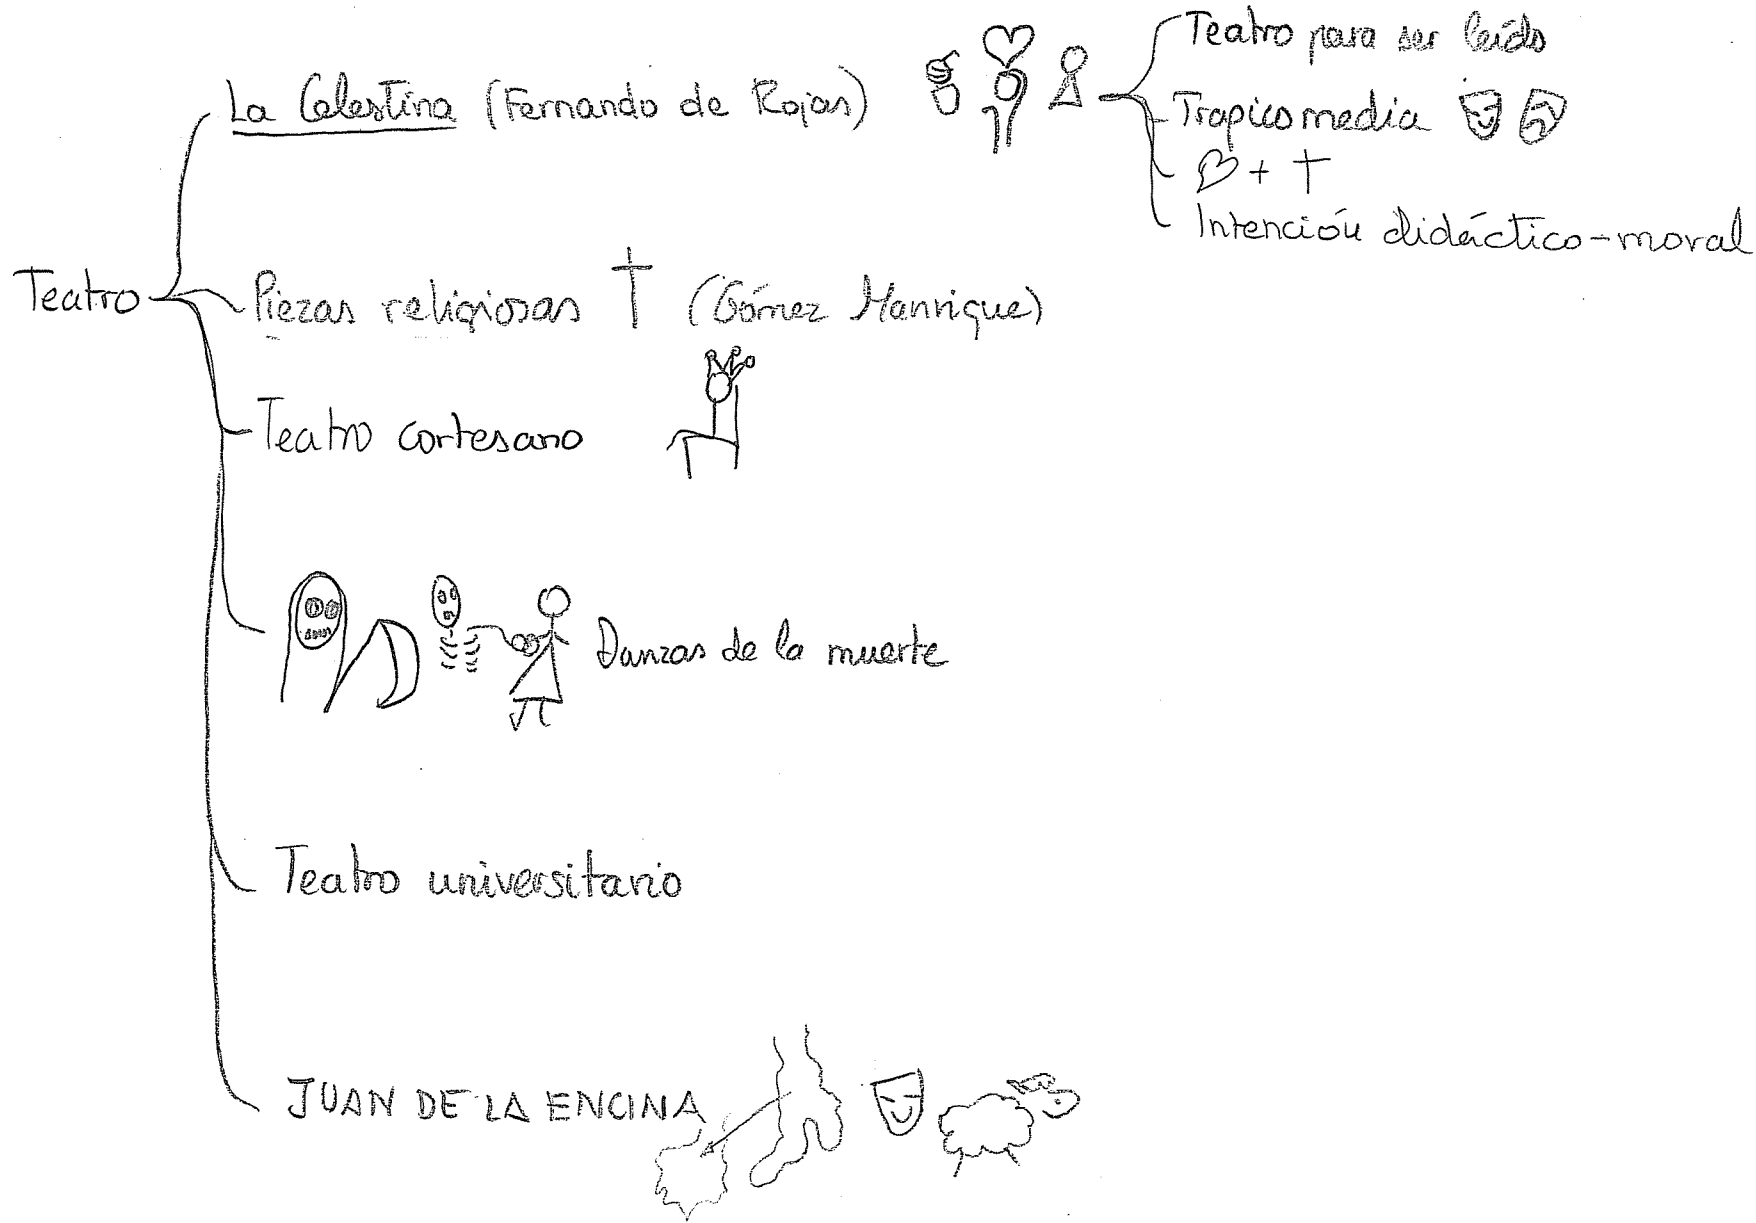 Teatro para ser leído
La Celestina (Fernando de Rojas)
Tragicomedia
+
Intención didáctico-moral
Teatro
Piezas religiosas (Gómez Manrique)
Teatro cortesano
Danzas de la muerte
Teatro universitario
JUAN DE LA ENCINA